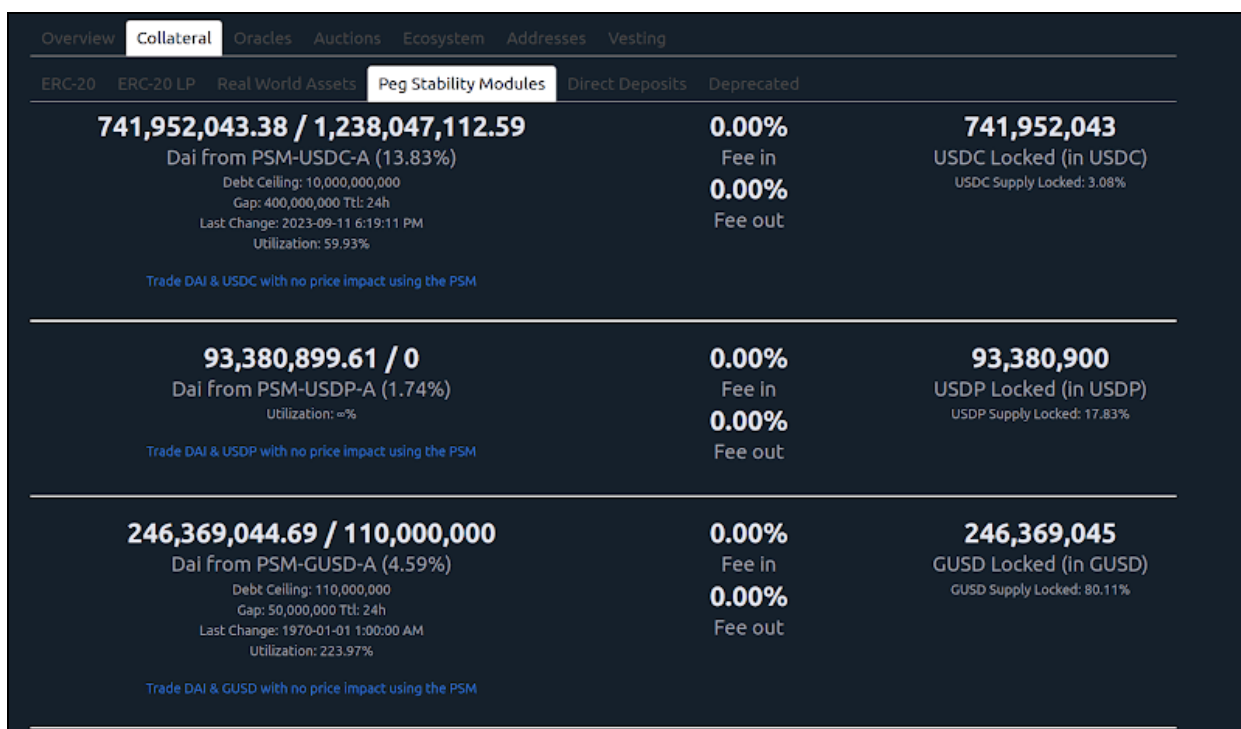 Overview Collateral Oracles Auctions Ecosystem Addresses Vesting
ERC-20 ERC-20 LP Real World Assets Peg Stability Modules Direct Deposits Deprecated
741,952,043.38 / 1,238,047,112.59
Dai from PSM-USDC-A (13.83%)
Debt Ceiling: 10,000,000,000
Gap: 400,000,000 Ttl: 24h
Last Change: 2023-09-11 6:19:11 PM
Utilization: 59.93%
Trade DAI & USDC with no price impact using the PSM
0.00%
Fee in
0.00%
Fee out
741,952,043
USDC Locked (in USDC)
USDC Supply Locked: 3.08%
93,380,899.61 / 0
Dai from PSM-USDP-A (1.74%)
Utilization: ∞%
Trade DAI & USDP with no price impact using the PSM
0.00%
Fee in
0.00%
Fee out
93,380,900
USDP Locked (in USDP)
USDP Supply Locked: 17.83%
246,369,044.69 / 110,000,000
Dai from PSM-GUSD-A (4.59%)
Debt Ceiling: 110,000,000
Gap: 50,000,000 Ttl: 24h
Last Change: 1970-01-01 1:00:00 AM
Utilization: 223.97%
Trade DAI & GUSD with no price impact using the PSM
0.00%
Fee in
0.00%
Fee out
246,369,045
GUSD Locked (in GUSD)
GUSD Supply Locked: 80.11%